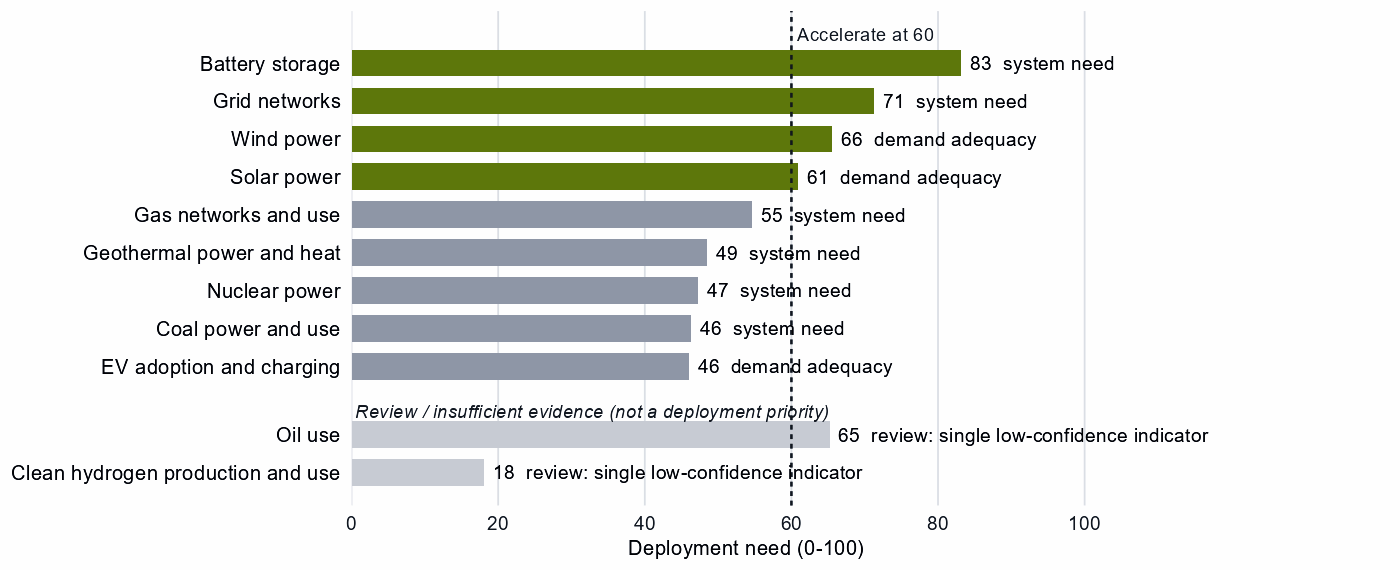 Accelerate at 60
Battery storage 83 system need
Grid networks 71 system need
Wind power 66 demand adequacy
Solar power 61 demand adequacy
Gas networks and use 55 system need
Geothermal power and heat 49 system need
Nuclear power 47 system need
Coal power and use 46 system need
EV adoption and charging 46 demand adequacy
Review / insufficient evidence (not a deployment priority)
Oil use 65 review: single low-confidence indicator
Clean hydrogen production and use 18 review: single low-confidence indicator
0 20 40 60 80 100
Deployment need (0-100)